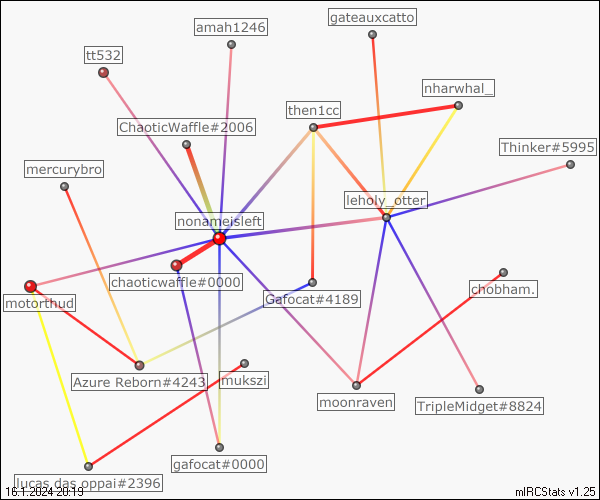 gateauxcatto
amah1246
tt532
nharwhal_
then1cc
ChaoticWaffle#2006
Thinker#5995
mercurybro
leholy_otter
nonameisleft
chaoticwaffle#0000
chobham.
motorthud
Gafocat#4189
Azure Reborn#4243
mukszi
moonraven
TripleMidget#8824
gafocat#0000
lucas das oppai#2396
16.1.2024 20:19
mIRCStats v1.25